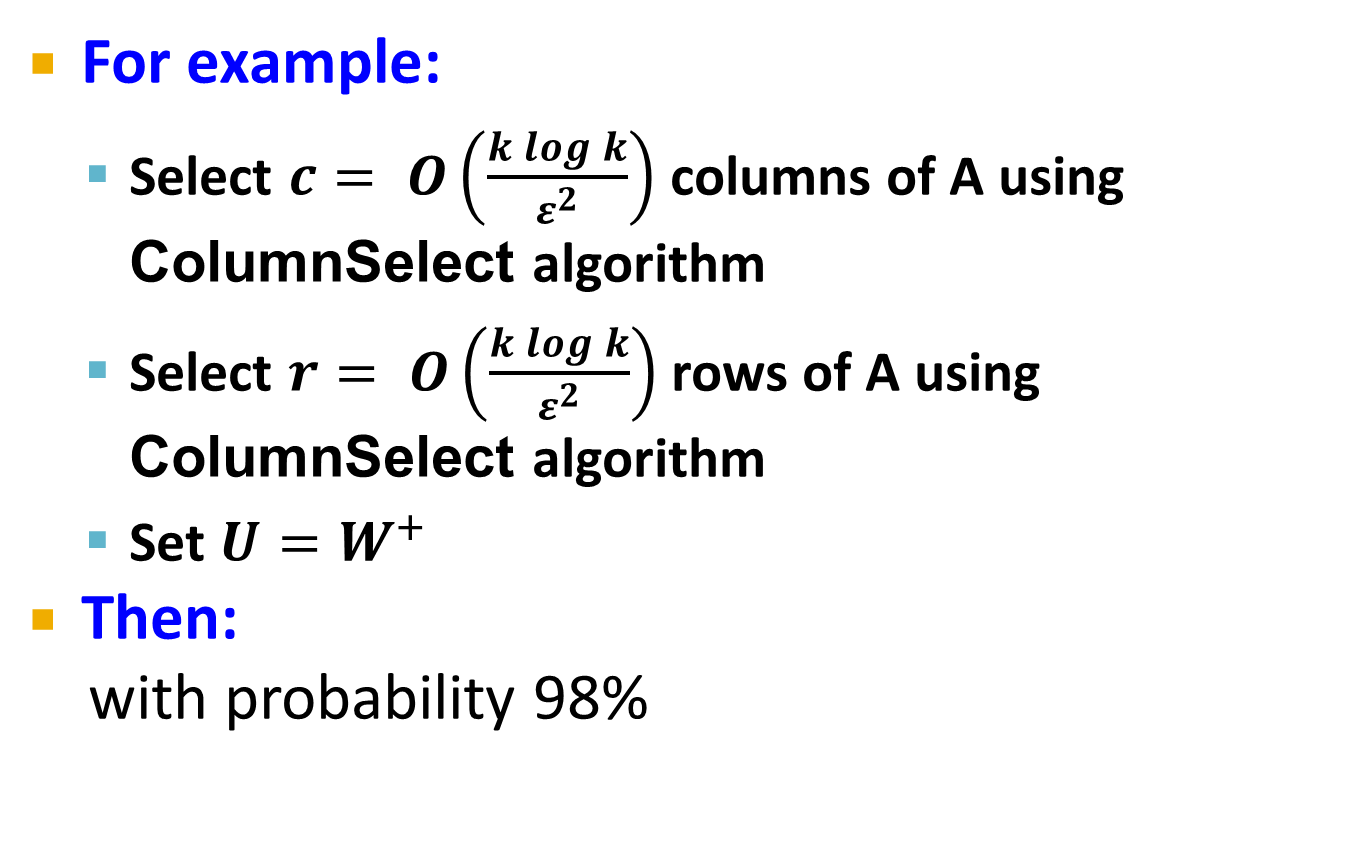 For example:
Select c = O(k log k / ε²) columns of A using
ColumnSelect algorithm
Select r = O(k log k / ε²) rows of A using
ColumnSelect algorithm
Set U = W⁺
Then:
with probability 98%